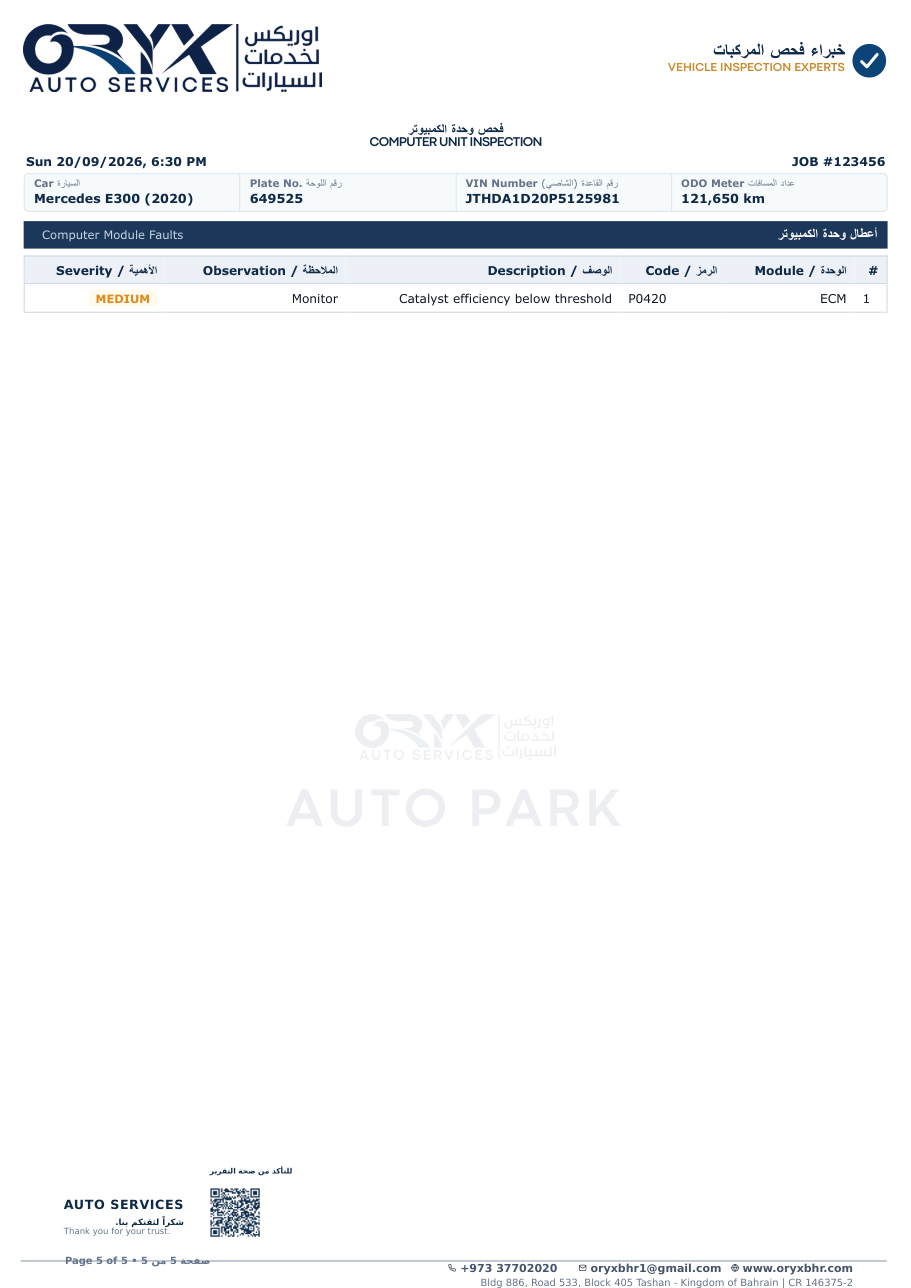 ORYX
AUTO SERVICES
اوريكس
لخدمات
السيارات
خبراء فحص المركبات
VEHICLE INSPECTION EXPERTS
فحص وحدة الكمبيوتر
COMPUTER UNIT INSPECTION
Sun 20/09/2026, 6:30 PM
JOB #123456
Car السيارة
Mercedes E300 (2020)
Plate No. رقم اللوحة
649525
VIN Number رقم القاعدة (الشاصي)
JTHDA1D20P5125981
ODO Meter عداد المسافات
121,650 km
Computer Module Faults
أعطال وحدة الكمبيوتر
Severity / الأهمية Observation / الملاحظة Description / الوصف Code / الرمز Module / الوحدة #
MEDIUM Monitor Catalyst efficiency below threshold P0420 ECM 1
ORYX
AUTO SERVICES
اوريكس
لخدمات
السيارات
AUTO PARK
للتأكد من صحة التقرير
AUTO SERVICES
شكراً لثقتكم بنا.
Thank you for your trust.
Page 5 of 5 • صفحة 5 من 5
+973 37702020 oryxbhr1@gmail.com www.oryxbhr.com
Bldg 886, Road 533, Block 405 Tashan - Kingdom of Bahrain | CR 146375-2